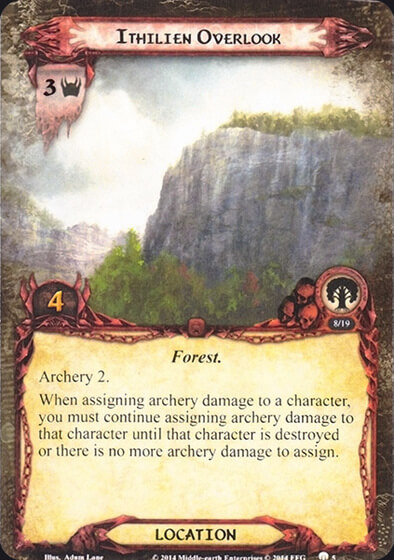 ITHILIEN OVERLOOK
3
4
8/19
Forest.
Archery 2.
When assigning archery damage to a character,
you must continue assigning archery damage to
that character until that character is destroyed
or there is no more archery damage to assign.
LOCATION
Illus. Adam Lane © 2014 Middle-earth Enterprises © 2014 FFG 5